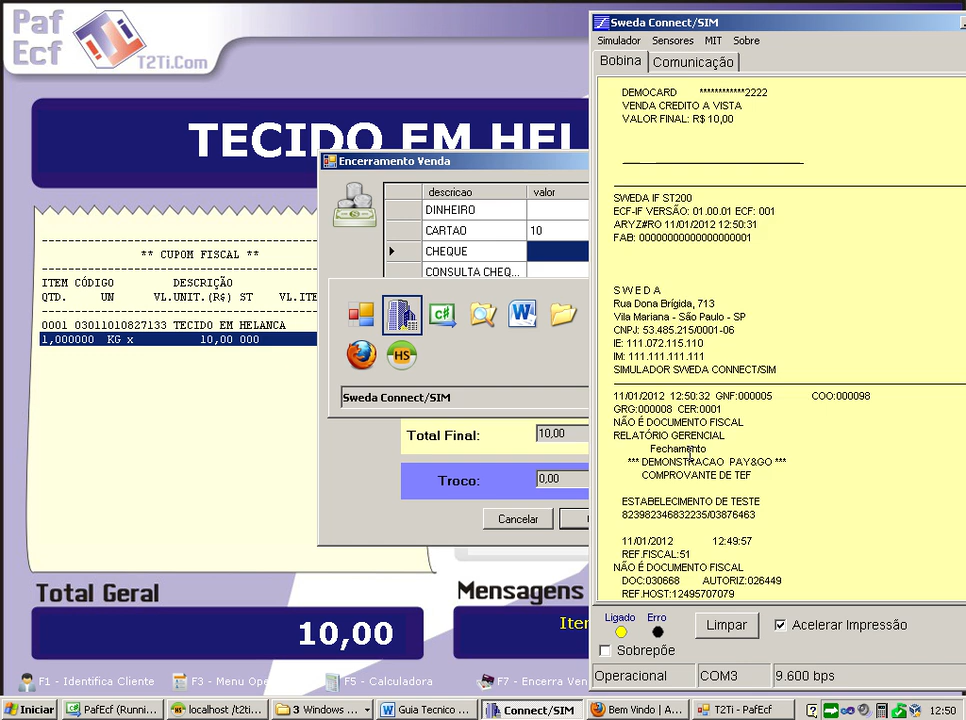 Paf
Ecf
T2Ti.Com
TECIDO EM HEL
** CUPOM FISCAL **
ITEM CÓDIGO DESCRIÇÃO
QTD. UN VL.UNIT.(R$) ST VL.ITE
0001 03011010827133 TECIDO EM HELANCA
1,000000 KG x 10,00 000
Total Geral
10,00
Mensagens
Iter
F1 - Identifica Cliente
F3 - Menu Ope
F5 - Calculadora
F7 - Encerra Ven
Encerramento Venda
descricao valor
DINHEIRO
CARTAO 10
CHEQUE
CONSULTA CHEQ...
Sweda Connect/SIM
Total Final: 10,00
Troco: 0,00
Cancelar
Sweda Connect/SIM
Simulador Sensores MIT Sobre
Bobina Comunicação
DEMOCARD ************2222
VENDA CREDITO A VISTA
VALOR FINAL: R$ 10,00
SWEDA IF ST200
ECF-IF VERSÃO: 01.00.01 ECF: 001
ARYZ#RO 11/01/2012 12:50:31
FAB: 00000000000000000001
S W E D A
Rua Dona Brígida, 713
Vila Mariana - São Paulo - SP
CNPJ: 53.485.215/0001-06
IE: 111.072.115.110
IM: 111.111.111.111
SIMULADOR SWEDA CONNECT/SIM
11/01/2012 12:50:32 GNF:000005 COO:000098
GRG:000008 CER:0001
NÃO É DOCUMENTO FISCAL
RELATÓRIO GERENCIAL
Fechamento
*** DEMONSTRACAO PAY&GO ***
COMPROVANTE DE TEF
ESTABELECIMENTO DE TESTE
823982346832235/03876463
11/01/2012 12:49:57
REF.FISCAL:51
NÃO É DOCUMENTO FISCAL
DOC:030668 AUTORIZ:026449
REF.HOST:12495707079
Ligado Erro
Limpar
Acelerar Impressão
Sobrepõe
Operacional COM3 9.600 bps
Iniciar
PafEcf (Runni...
localhost /t2ti...
3 Windows ...
Guia Tecnico ...
Connect/SIM
Bem Vindo | A...
T2Ti - PafEcf
12:50